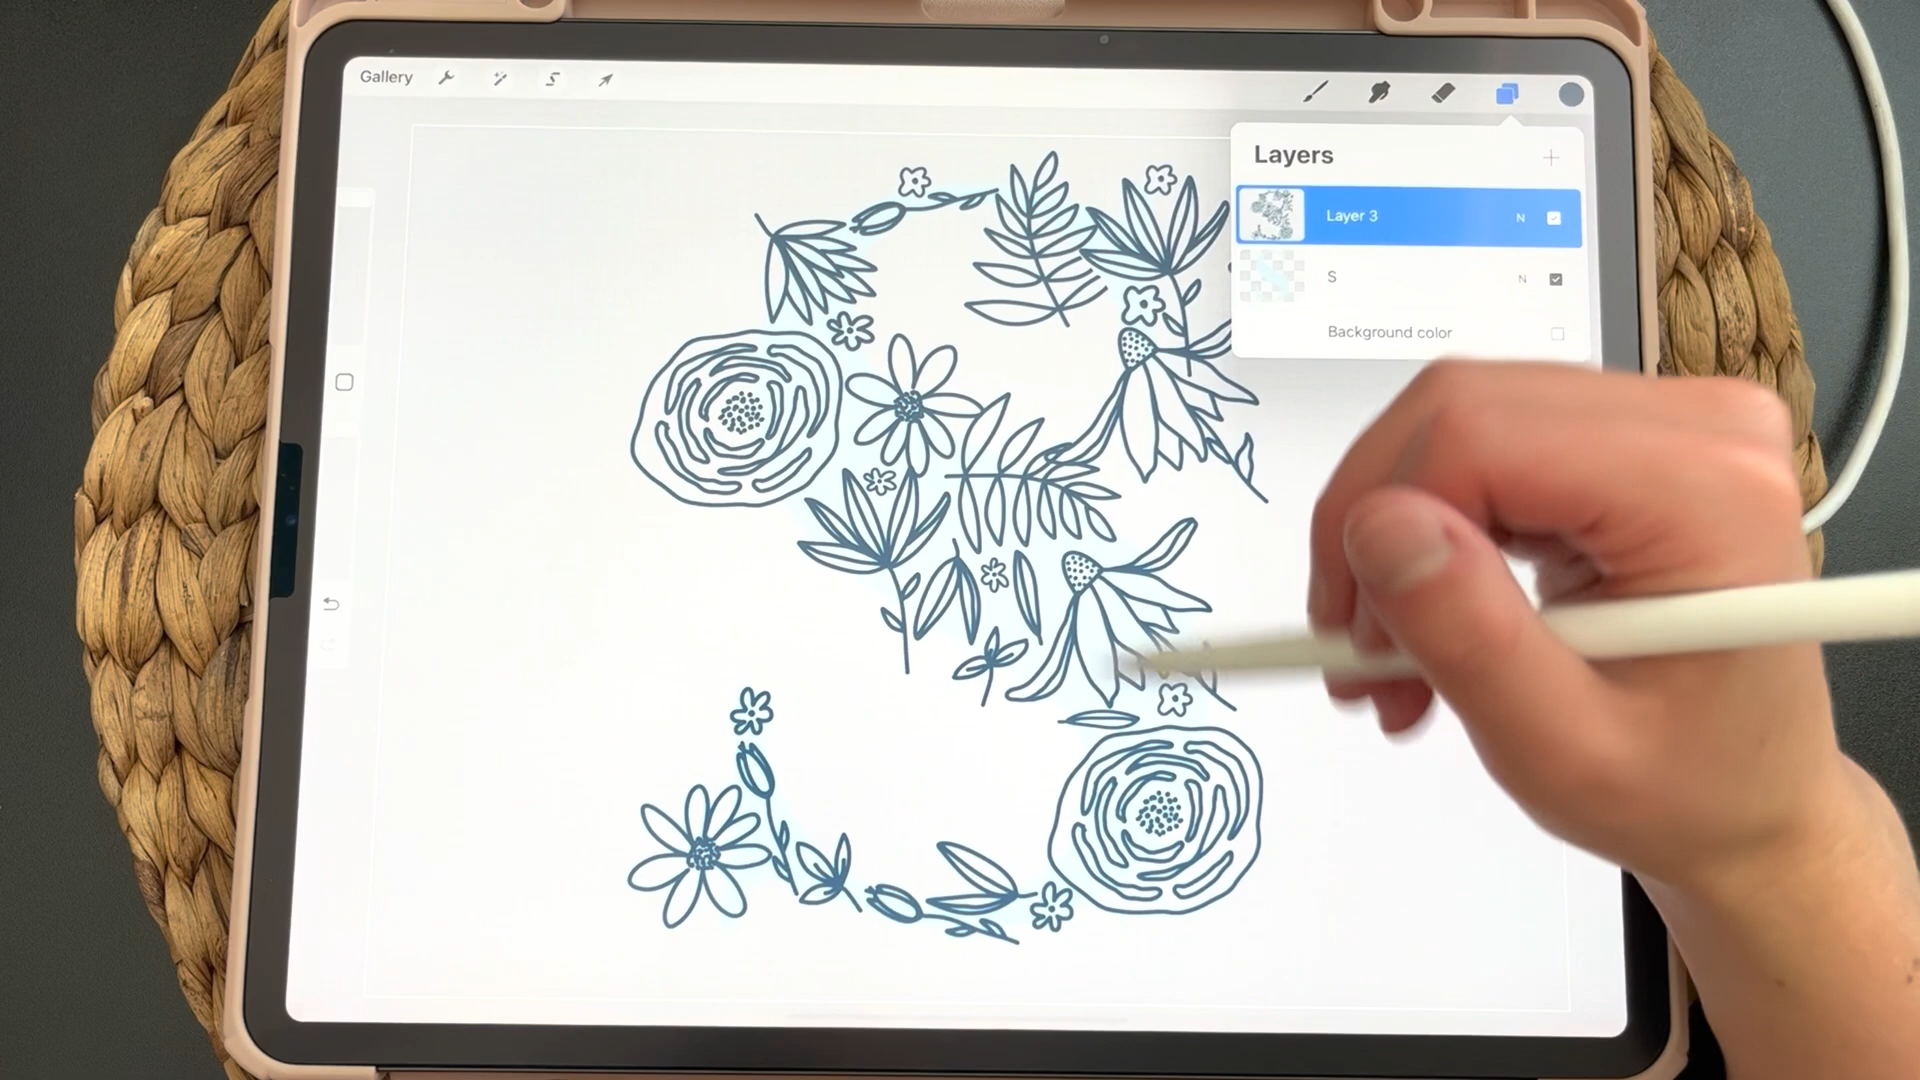 Gallery
Layers
Layer 3 N
S N
Background color